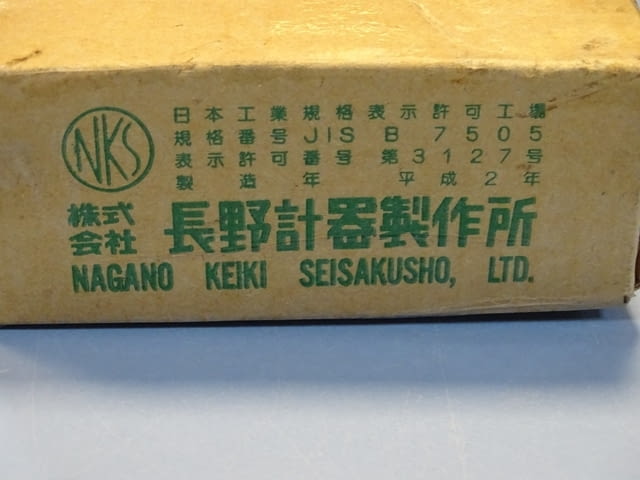 NKS
日本工業規格表示許可工場
規格番号 JIS B 7505
表示許可番号 第3127号
製造年 平成2年
株式会社 長野計器製作所
NAGANO KEIKI SEISAKUSHO, LTD.